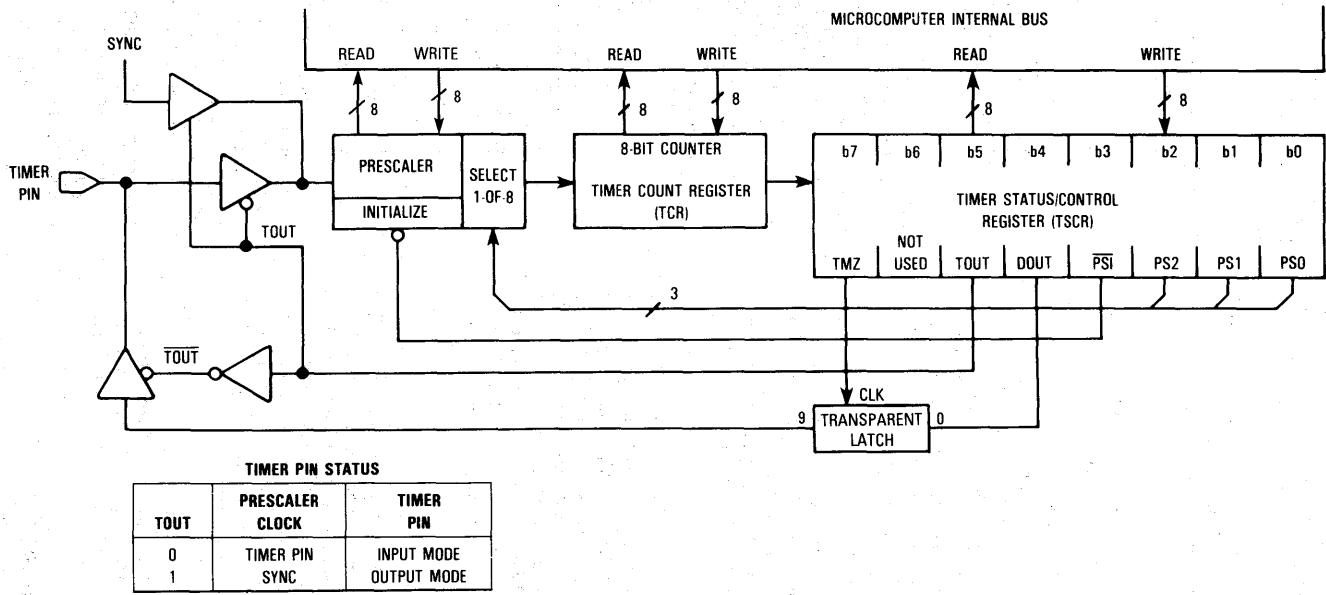 MICROCOMPUTER INTERNAL BUS
SYNC
READ WRITE READ WRITE READ WRITE
8 8 8 8 8 8
TIMER PIN
PRESCALER
INITIALIZE
SELECT 1-OF-8
8-BIT COUNTER
TIMER COUNT REGISTER
(TCR)
b7 b6 b5 b4 b3 b2 b1 b0
TIMER STATUS/CONTROL
REGISTER (TSCR)
TMZ NOT USED TOUT DOUT PSI PS2 PS1 PS0
TOUT
3
TOUT
CLK
9 TRANSPARENT LATCH 0
TIMER PIN STATUS
TOUT PRESCALER CLOCK TIMER PIN
0 TIMER PIN INPUT MODE
1 SYNC OUTPUT MODE